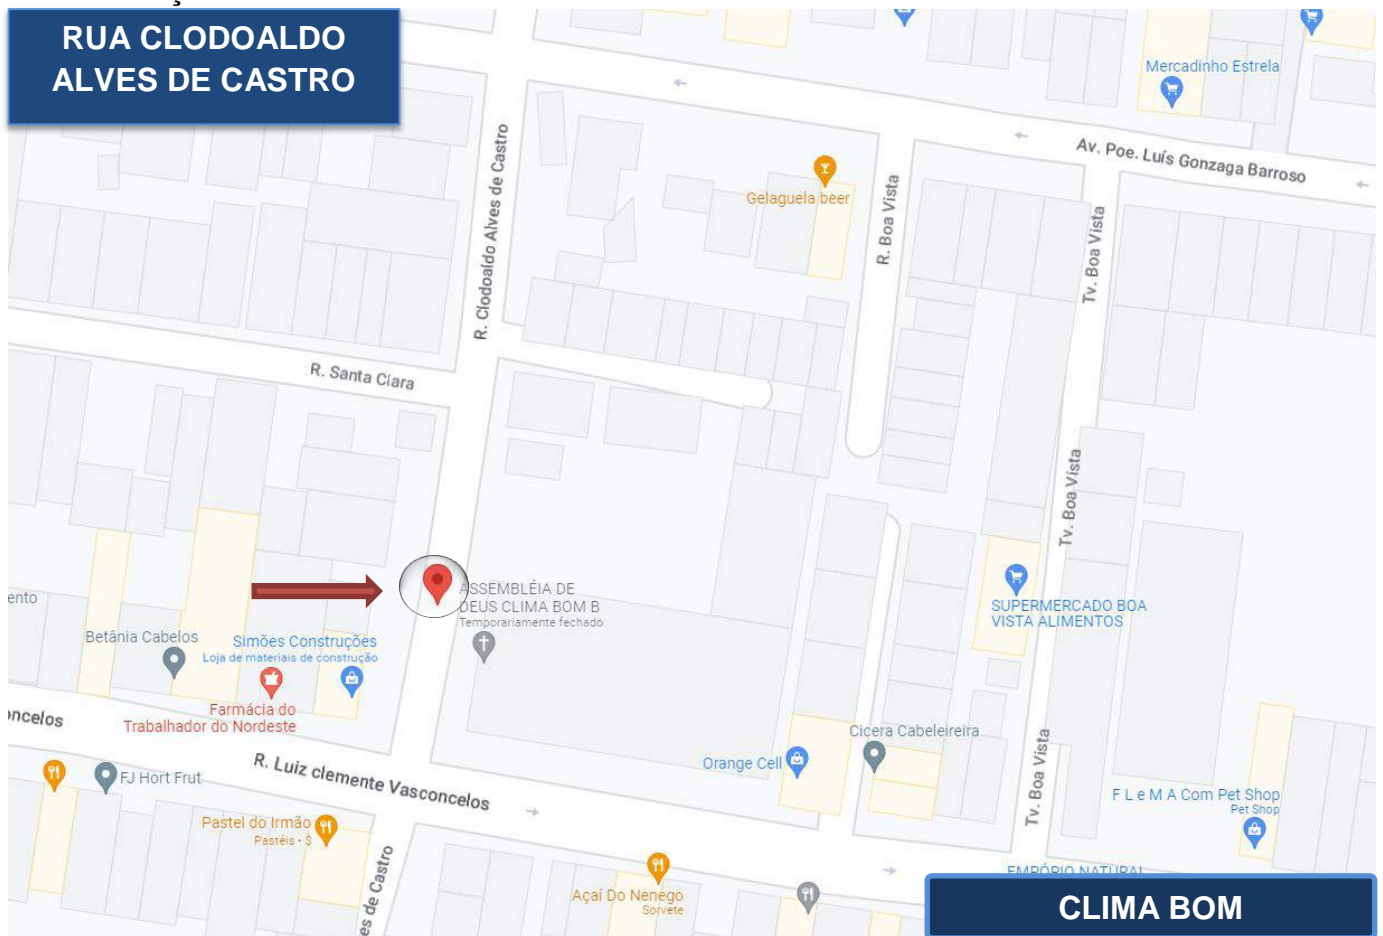 RUA CLODOALDO
ALVES DE CASTRO
Mercadinho Estrela
Av. Poe. Luís Gonzaga Barroso
R. Clodoaldo Alves de Castro
Gelaguela beer
R. Boa Vista
Tv. Boa Vista
R. Santa Clara
Tv. Boa Vista
ASSEMBLÉIA DE
DEUS CLIMA BOM B
Temporariamente fechado
SUPERMERCADO BOA
VISTA ALIMENTOS
ento
Betânia Cabelos
Simões Construções
Loja de materiais de construção
Farmácia do
Trabalhador do Nordeste
oncelos
R. Luiz clemente Vasconcelos
FJ Hort Frut
Orange Cell
Cicera Cabeleireira
Tv. Boa Vista
F L e M A Com Pet Shop
Pet Shop
Pastel do Irmão
Pastéis • $
es de Castro
Açaí Do Nenego
Sorvete
EMPÓRIO NATURAL
CLIMA BOM